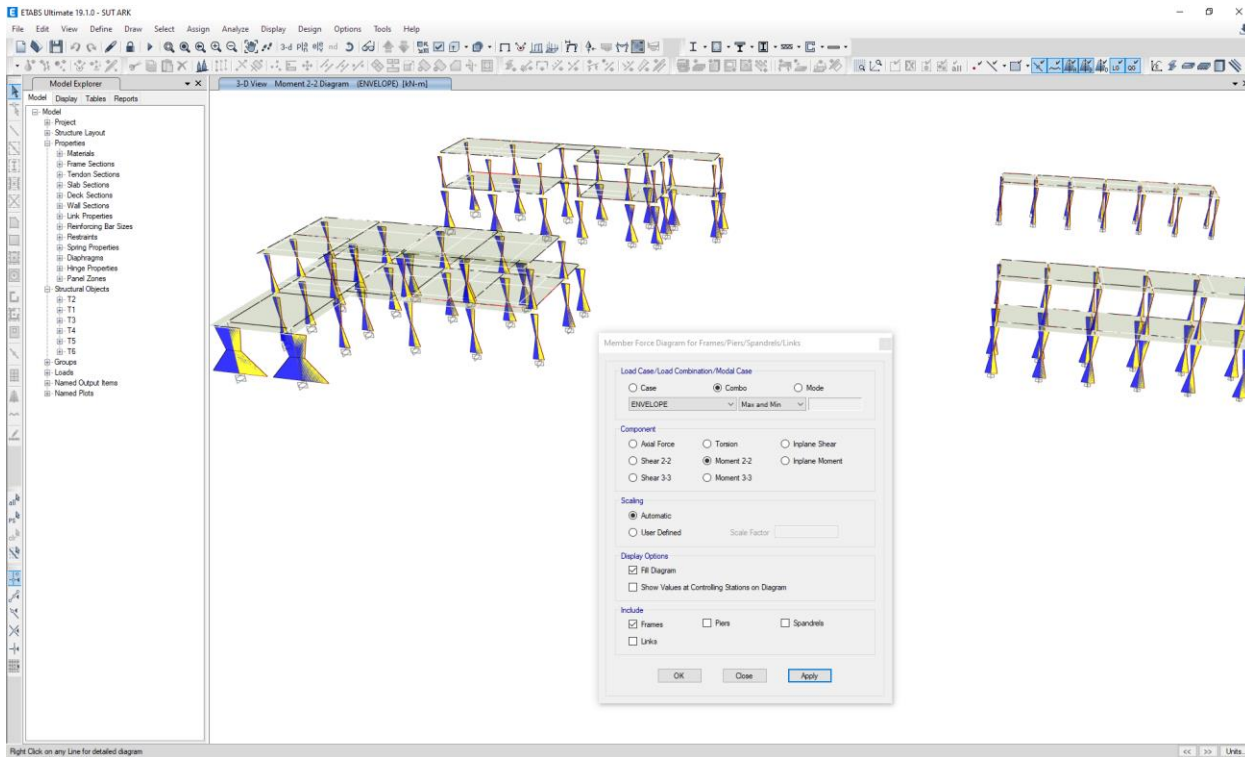 ETABS Ultimate 19.1.0 - SUT ARK
File Edit View Define Draw Select Assign Analyze Display Design Options Tools Help
Model Explorer
3-D View Moment 2-2 Diagram (ENVELOPE) [kN-m]
Model Display Tables Reports
Model
Project
Structure Layout
Properties
Materials
Frame Sections
Tendon Sections
Slab Sections
Deck Sections
Wall Sections
Link Properties
Reinforcing Bar Sizes
Restraints
Spring Properties
Diaphragms
Hinge Properties
Panel Zones
Structural Objects
T2
T1
T3
T4
T5
T6
Groups
Loads
Named Output Items
Named Plots
Member Force Diagram for Frames/Piers/Spandrels/Links
Load Case/Load Combination/Modal Case
Case Combo Mode
ENVELOPE Max and Min
Component
Axial Force Torsion Inplane Shear
Shear 2-2 Moment 2-2 Inplane Moment
Shear 3-3 Moment 3-3
Scaling
Automatic
User Defined Scale Factor
Display Options
Fill Diagram
Show Values at Controlling Stations on Diagram
Include
Frames Piers Spandrels
Links
OK Close Apply
Right Click on any Line for detailed diagram
<< >> Units...